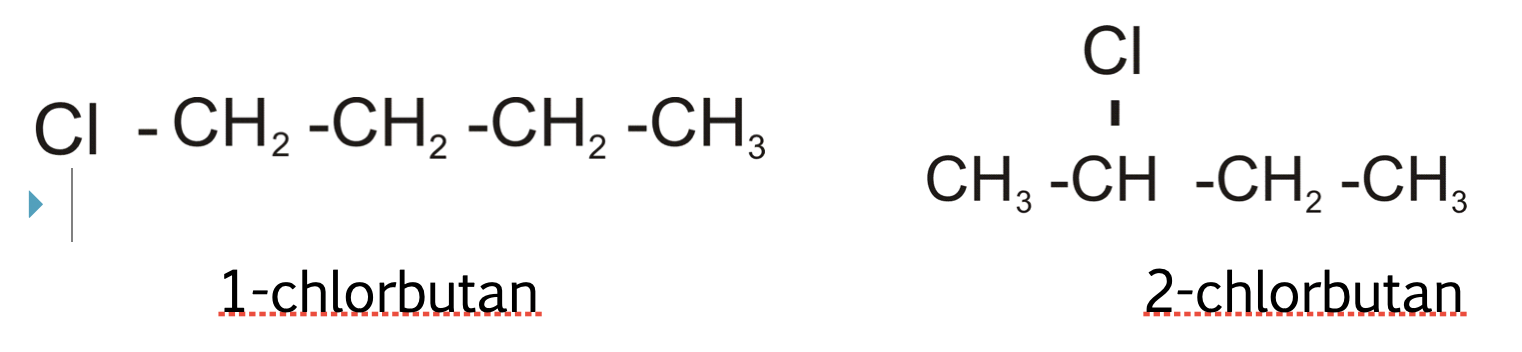 Cl - CH₂ -CH₂ -CH₂ -CH₃
1-chlorbutan
Cl
CH₃ -CH -CH₂ -CH₃
2-chlorbutan